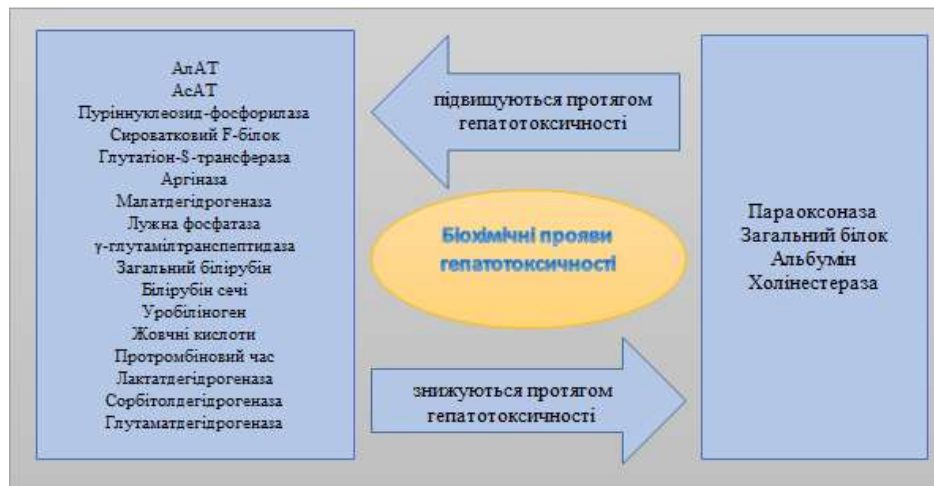 АлАТ
АсАТ
Пуріннуклеозид-фосфорилаза
Сироватковий F-білок
Глутатіон-S-трансфераза
Аргіназа
Малатдегідрогеназа
Лужна фосфатаза
γ-глутамілтранспептидаза
Загальний білірубін
Білірубін сечі
Уробіліноген
Жовчні кислоти
Протромбіновий час
Лактатдегідрогеназа
Сорбітолдегідрогеназа
Глутаматдегідрогеназа
підвищуються протягом
гепатотоксичності
Біохімічні прояви
гепатотоксичності
знижуються протягом
гепатотоксичності
Параоксоназа
Загальний білок
Альбумін
Холінестераза